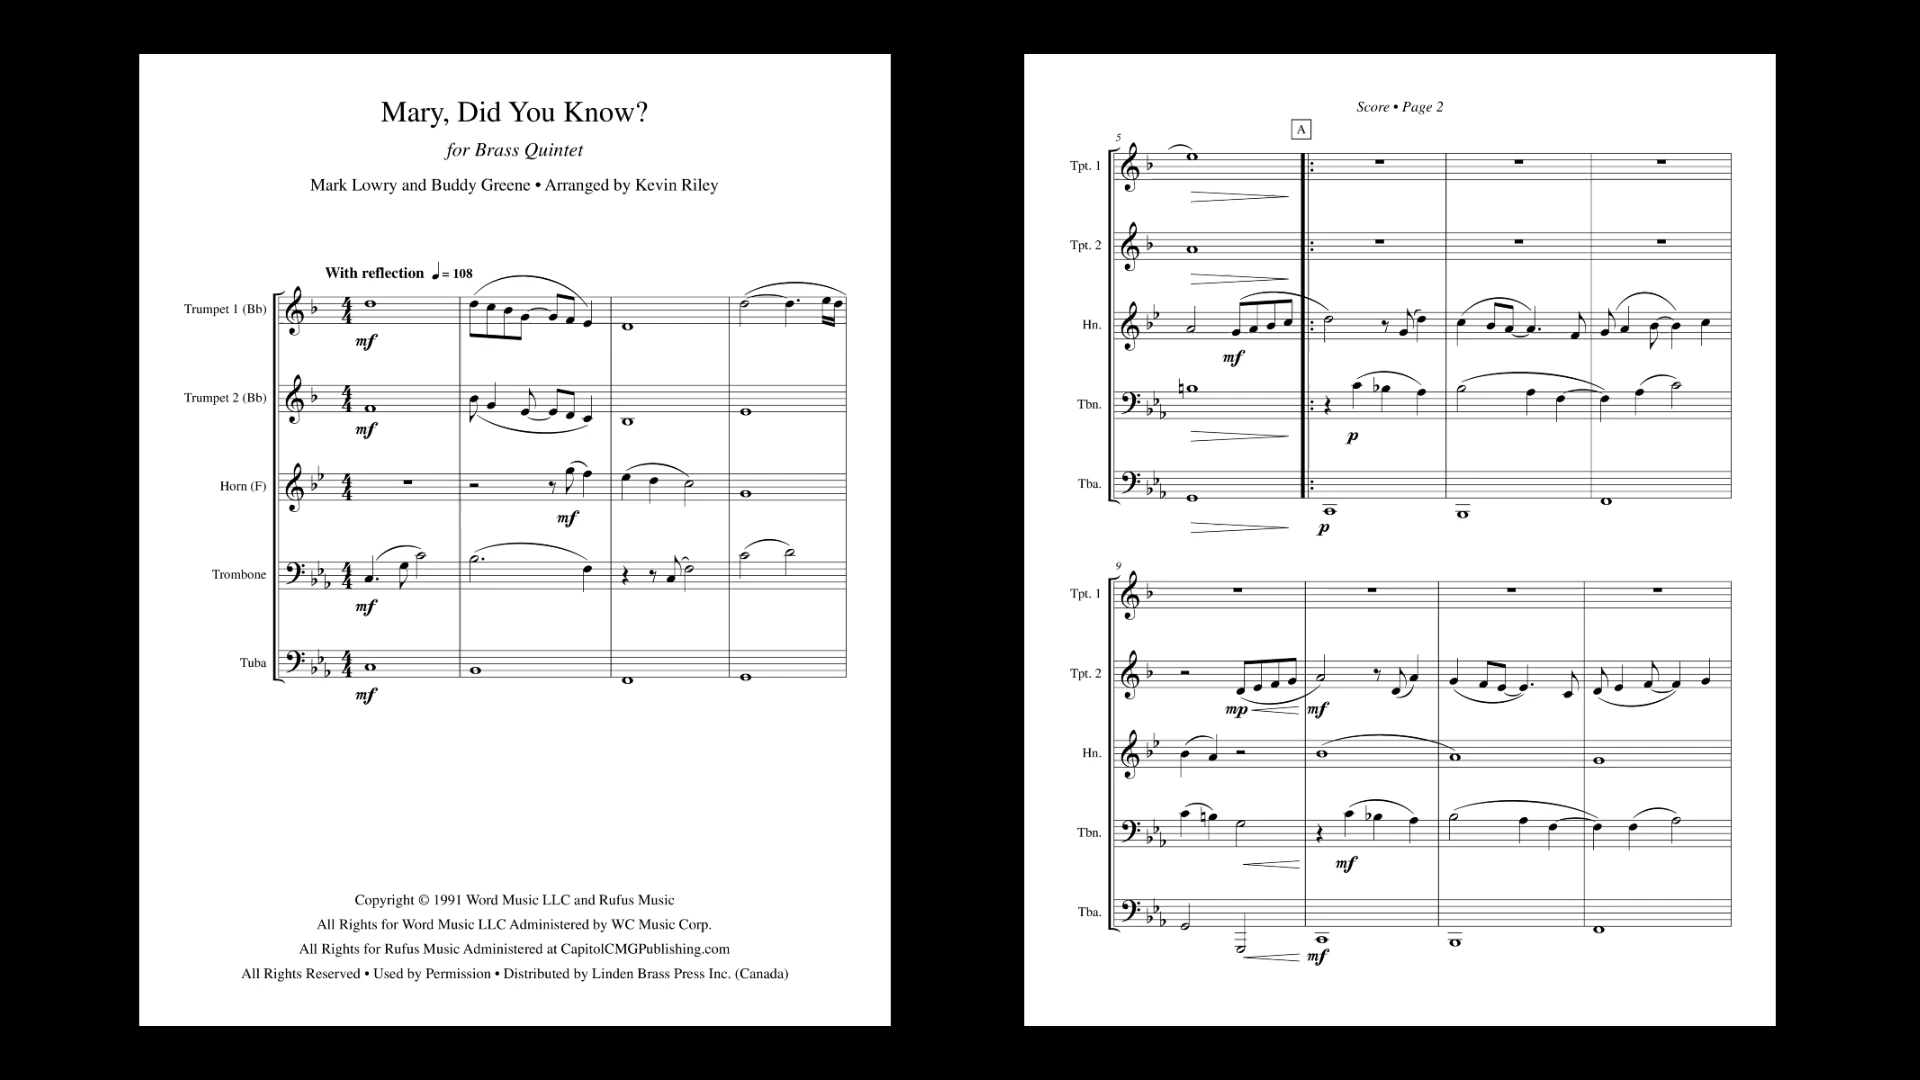 Mary, Did You Know?
for Brass Quintet
Mark Lowry and Buddy Greene • Arranged by Kevin Riley
With reflection ♩= 108
Trumpet 1 (Bb)
mf
Trumpet 2 (Bb)
mf
Horn (F)
mf
Trombone
mf
Tuba
mf
Copyright © 1991 Word Music LLC and Rufus Music
All Rights for Word Music LLC Administered by WC Music Corp.
All Rights for Rufus Music Administered at CapitolCMGPublishing.com
All Rights Reserved • Used by Permission • Distributed by Linden Brass Press Inc. (Canada)
Score • Page 2
A
5
Tpt. 1
Tpt. 2
Hn.
mf
Tbn.
p
Tba.
p
9
Tpt. 1
Tpt. 2
mp mf
Hn.
Tbn.
mf
Tba.
mf